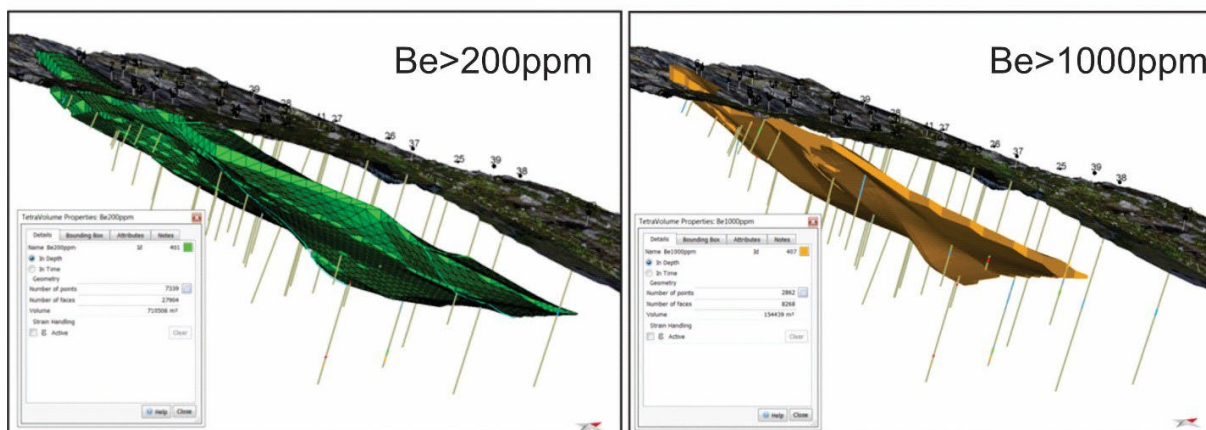 Be>200ppm
29
28
27
26
37
25
39
38
TetraVolume Properties: Be200ppm
Details Bounding Box Attributes Notes
Name Be200ppm Id 401
In Depth
In Time
Geometry
Number of points 7339
Number of faces 27904
Volume 710506 m³
Strain Handling
Active Clear
Help Close
Be>1000ppm
29
28
27
26
37
25
39
38
TetraVolume Properties: Be1000ppm
Details Bounding Box Attributes Notes
Name Be1000ppm Id 407
In Depth
In Time
Geometry
Number of points 2862
Number of faces 8268
Volume 154439 m³
Strain Handling
Active Clear
Help Close